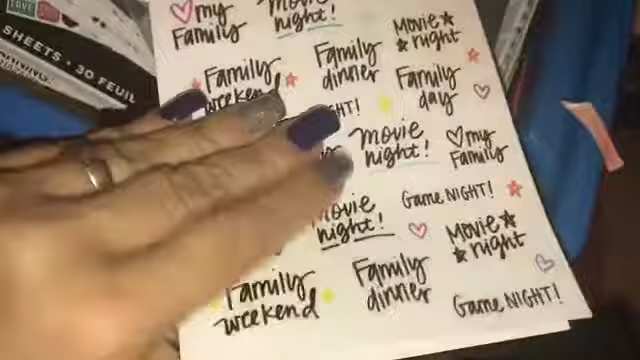 LOVE
SHEETS • 30 FEUIL
my
Family
movie
night!
Movie
night
Family
dinner
Family
weekend
Family
day
movie
night!
my
Family
movie
night!
Game NIGHT!
Movie
night
Family
weekend
Family
dinner
Game NIGHT!